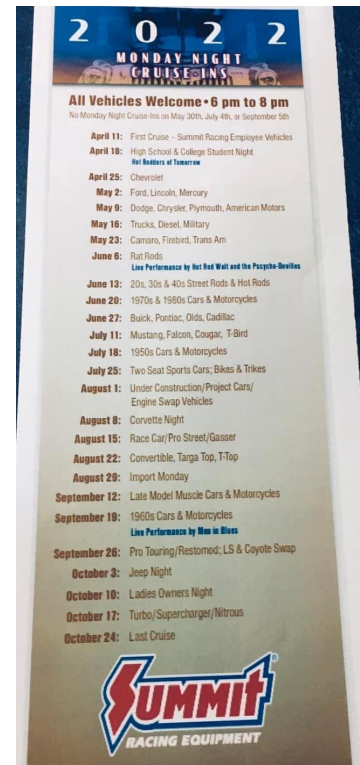 2 0 2 2
MONDAY NIGHT
CRUISE-INS
All Vehicles Welcome • 6 pm to 8 pm
No Monday Night Cruise-Ins on May 30th, July 4th, or September 5th
April 11: First Cruise – Summit Racing Employee Vehicles
April 18: High School & College Student Night
Hot Rodders of Tomorrow
April 25: Chevrolet
May 2: Ford, Lincoln, Mercury
May 9: Dodge, Chrysler, Plymouth, American Motors
May 16: Trucks, Diesel, Military
May 23: Camaro, Firebird, Trans Am
June 6: Rat Rods
Live Performance by Hot Rod Walt and the Psycho-Devilles
June 13: 20s, 30s & 40s Street Rods & Hot Rods
June 20: 1970s & 1980s Cars & Motorcycles
June 27: Buick, Pontiac, Olds, Cadillac
July 11: Mustang, Falcon, Cougar, T-Bird
July 18: 1950s Cars & Motorcycles
July 25: Two Seat Sports Cars; Bikes & Trikes
August 1: Under Construction/Project Cars/
Engine Swap Vehicles
August 8: Corvette Night
August 15: Race Car/Pro Street/Gasser
August 22: Convertible, Targa Top, T-Top
August 29: Import Monday
September 12: Late Model Muscle Cars & Motorcycles
September 19: 1960s Cars & Motorcycles
Live Performance by Men in Blues
September 26: Pro Touring/Restomod; LS & Coyote Swap
October 3: Jeep Night
October 10: Ladies Owners Night
October 17: Turbo/Supercharger/Nitrous
October 24: Last Cruise
SUMMIT®
RACING EQUIPMENT